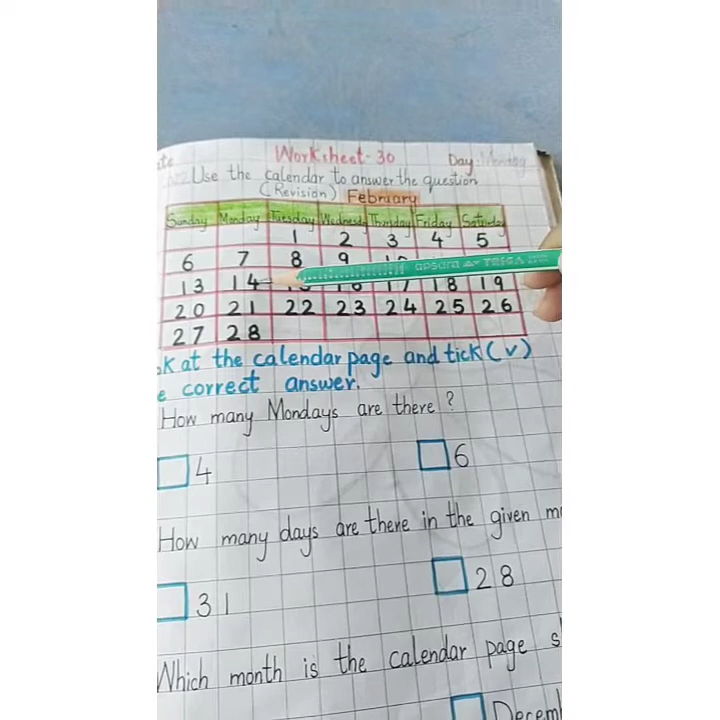 Worksheet-30
Day: Monday
Use the calendar to answer the question
(Revision) February
Sunday Monday Tuesday Wednesday Thursday Friday Saturday
1 2 3 4 5
6 7 8 9
13 14 17 18 19
20 21 22 23 24 25 26
27 28
apsara
at the calendar page and tick (✓)
correct answer.
How many Mondays are there?
4 6
How many days are there in the given
31 28
Which month is the calendar page